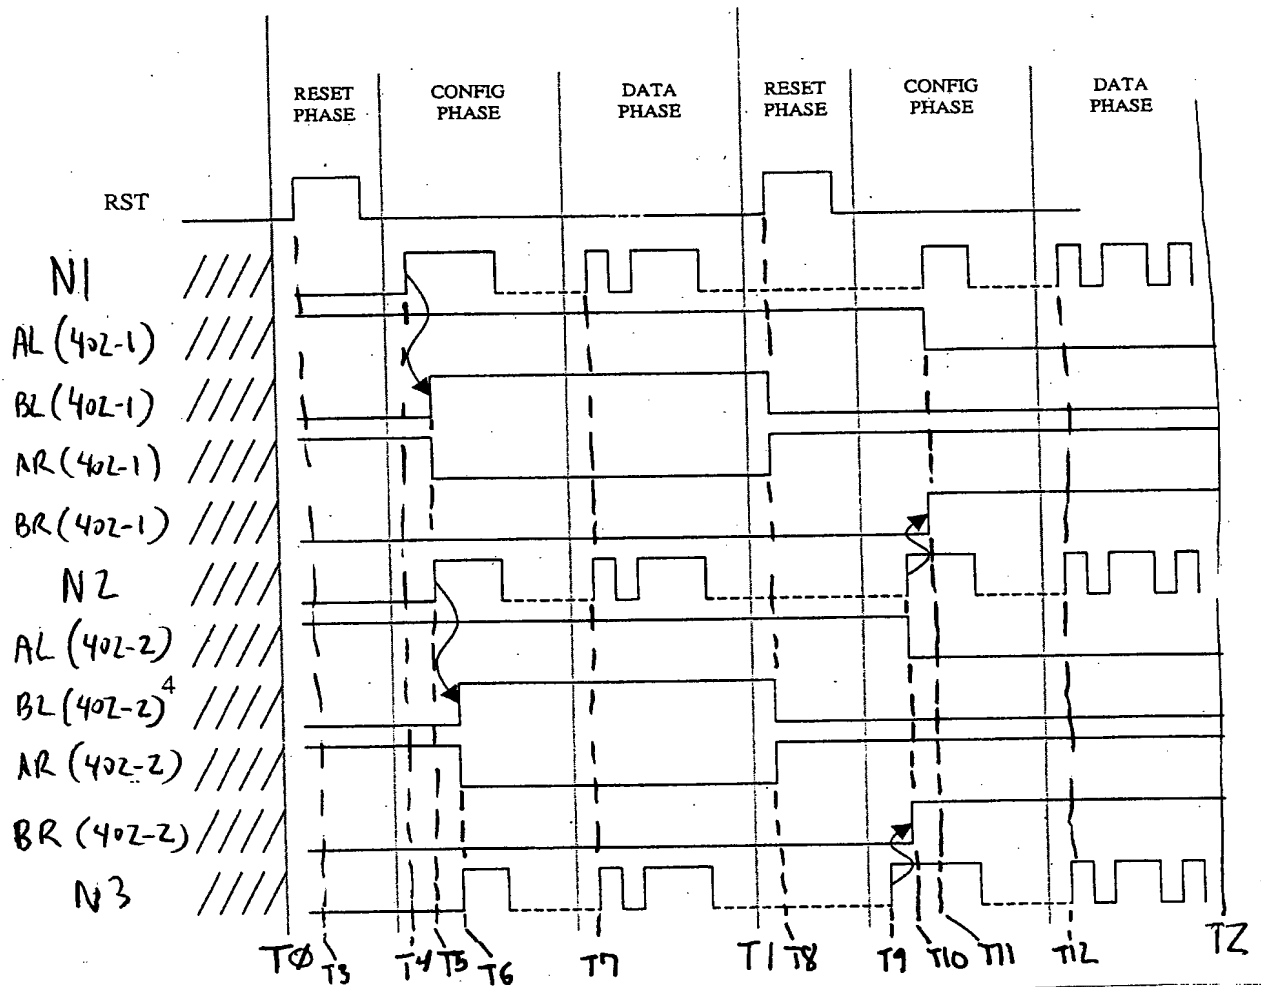 RESET PHASE
CONFIG PHASE
DATA PHASE
RESET PHASE
CONFIG PHASE
DATA PHASE
RST
N1
AL (402-1)
BL (402-1)
AR (402-1)
BR (402-1)
N2
AL (402-2)
BL (402-2) 4
AR (402-2)
BR (402-2)
N3
TØ T3 T4 T5 T6 T7 T1 T8 T9 T10 T11 T12 T2